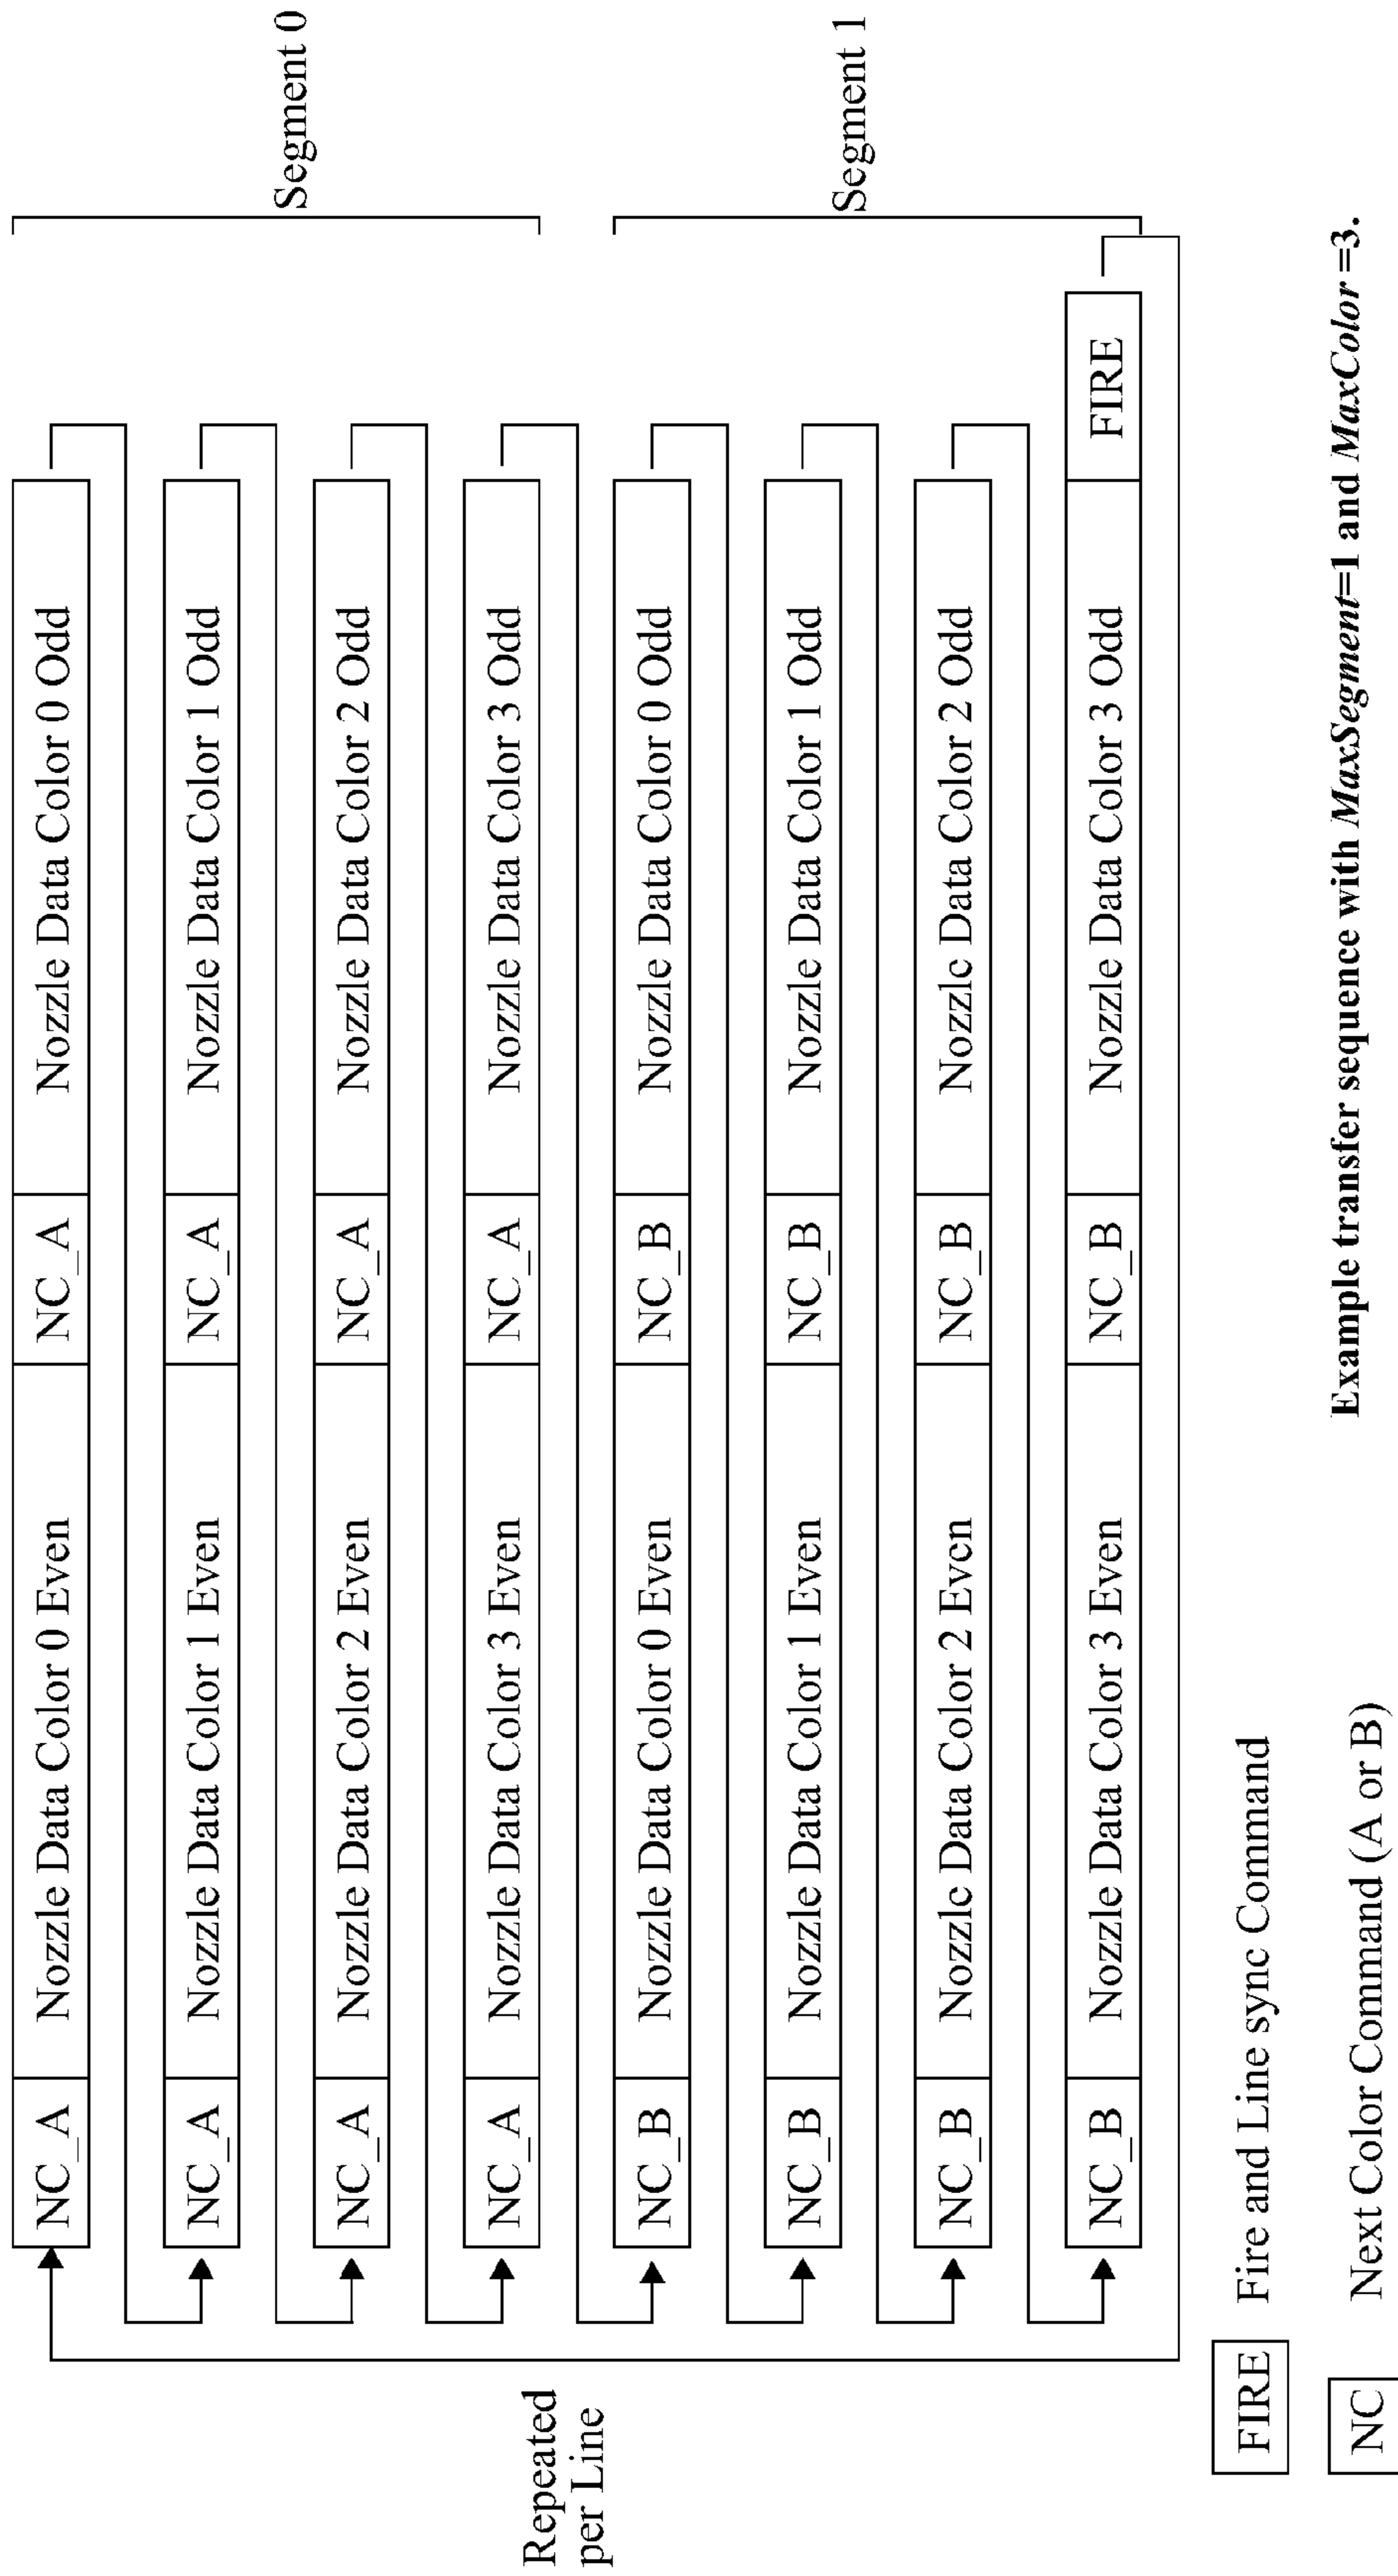 NC_A Nozzle Data Color 0 Even NC_A Nozzle Data Color 0 Odd
NC_A Nozzle Data Color 1 Even NC_A Nozzle Data Color 1 Odd
NC_A Nozzle Data Color 2 Even NC_A Nozzle Data Color 2 Odd
NC_A Nozzle Data Color 3 Even NC_A Nozzle Data Color 3 Odd
Segment 0
NC_B Nozzle Data Color 0 Even NC_B Nozzle Data Color 0 Odd
NC_B Nozzle Data Color 1 Even NC_B Nozzle Data Color 1 Odd
NC_B Nozzle Data Color 2 Even NC_B Nozzle Data Color 2 Odd
NC_B Nozzle Data Color 3 Even NC_B Nozzle Data Color 3 Odd FIRE
Segment 1
Repeated
per Line
FIRE Fire and Line sync Command
NC Next Color Command (A or B)
Example transfer sequence with MaxSegment=1 and MaxColor =3.